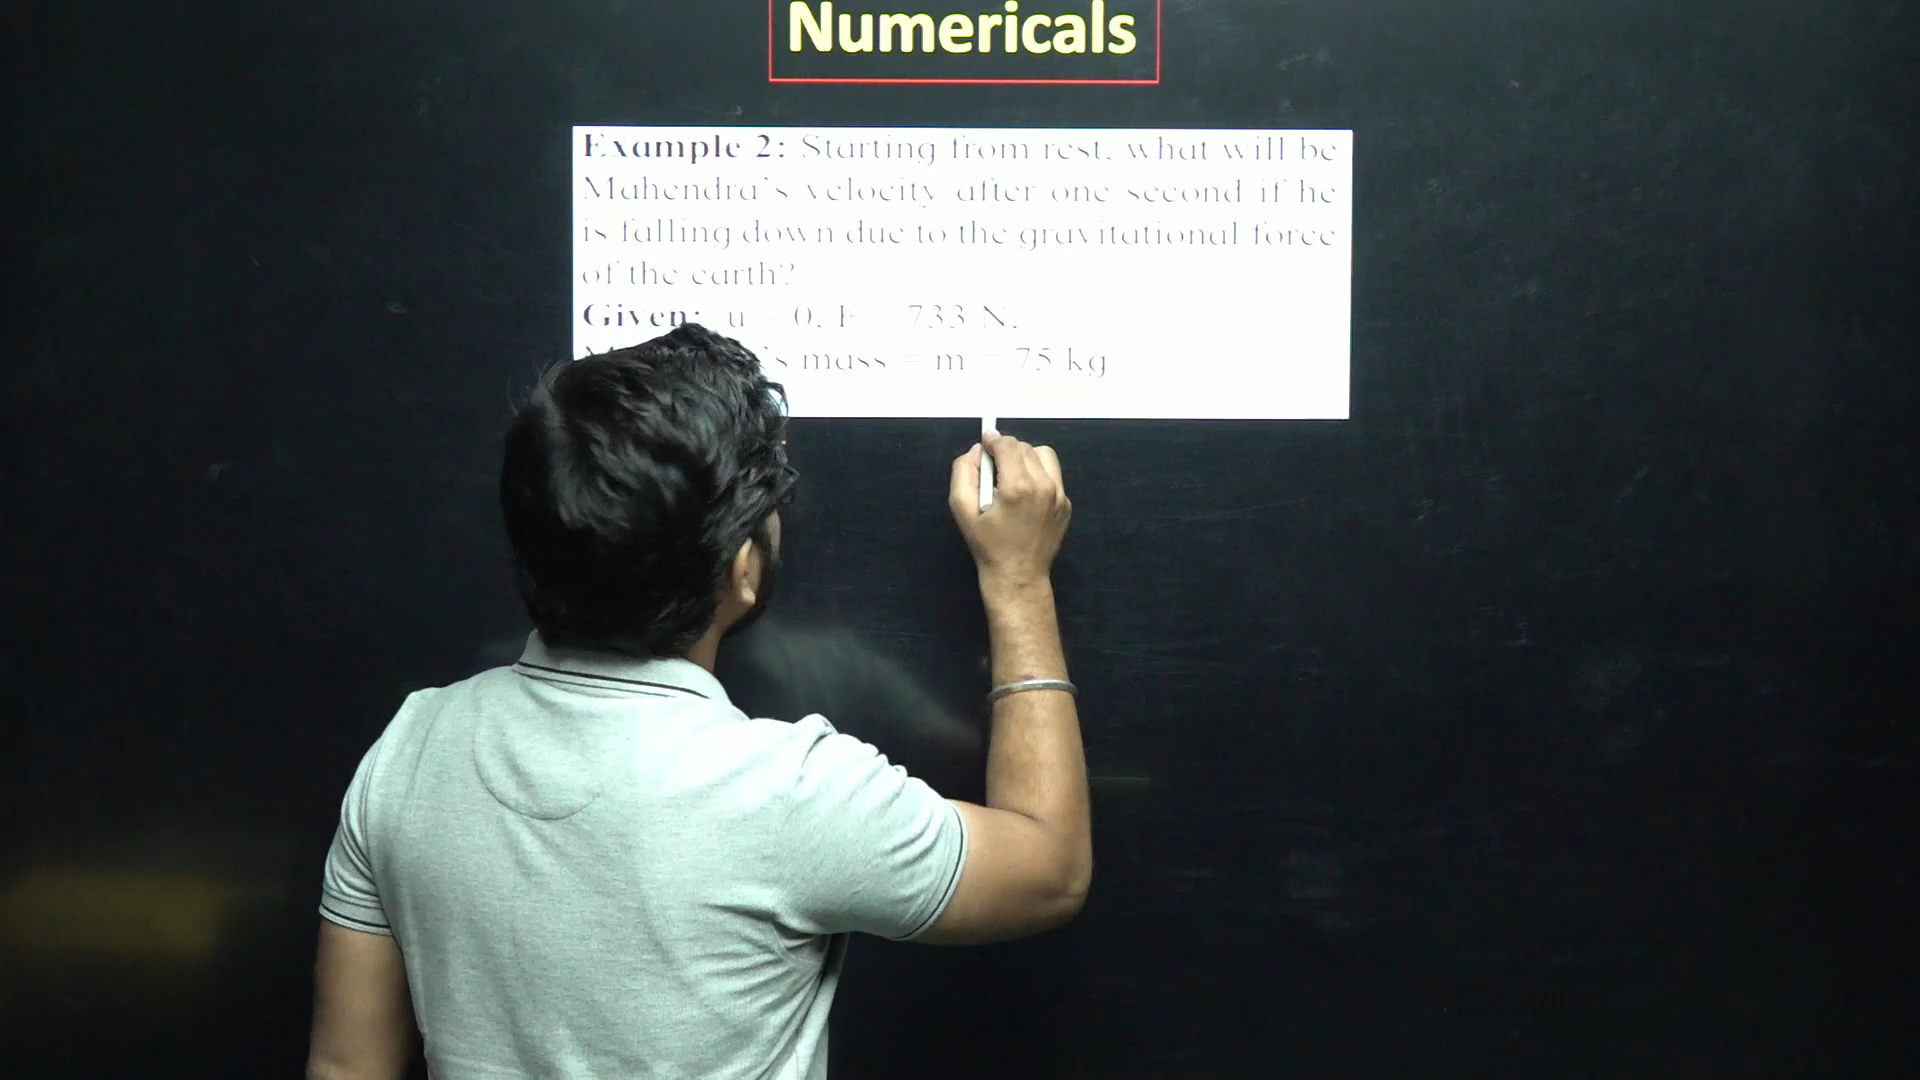 Numericals
Example 2: Starting from rest, what will be
Mahendra's velocity after one second if he
is falling down due to the gravitational force
of the earth?
Given: u = 0, F = 733 N,
's mass = m = 75 kg